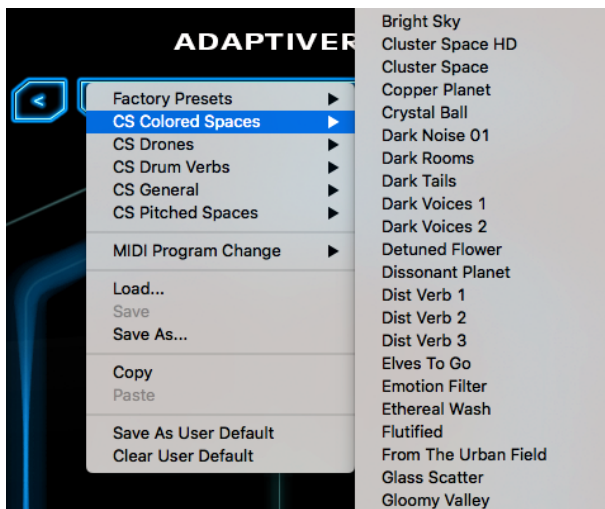 ADAPTIVER
<
Factory Presets
CS Colored Spaces
CS Drones
CS Drum Verbs
CS General
CS Pitched Spaces
MIDI Program Change
Load...
Save
Save As...
Copy
Paste
Save As User Default
Clear User Default
Bright Sky
Cluster Space HD
Cluster Space
Copper Planet
Crystal Ball
Dark Noise 01
Dark Rooms
Dark Tails
Dark Voices 1
Dark Voices 2
Detuned Flower
Dissonant Planet
Dist Verb 1
Dist Verb 2
Dist Verb 3
Elves To Go
Emotion Filter
Ethereal Wash
Flutified
From The Urban Field
Glass Scatter
Gloomy Valley